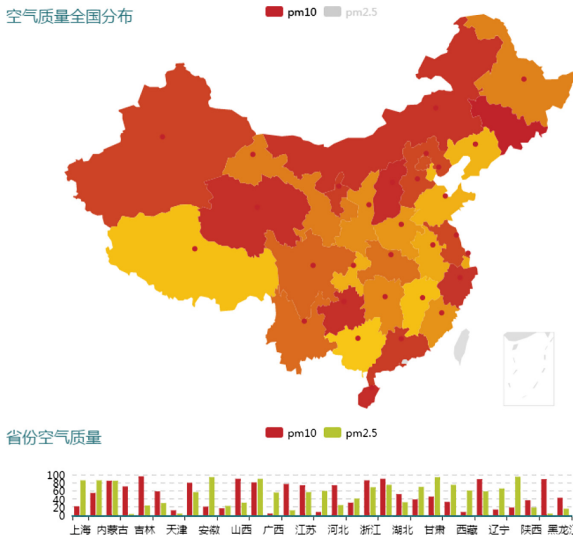 空气质量全国分布
pm10 pm2.5
省份空气质量
pm10 pm2.5
100
80
60
40
20
0
上海 内蒙古 吉林 天津 安徽 山西 广西 江苏 河北 浙江 湖北 甘肃 西藏 辽宁 陕西 黑龙江